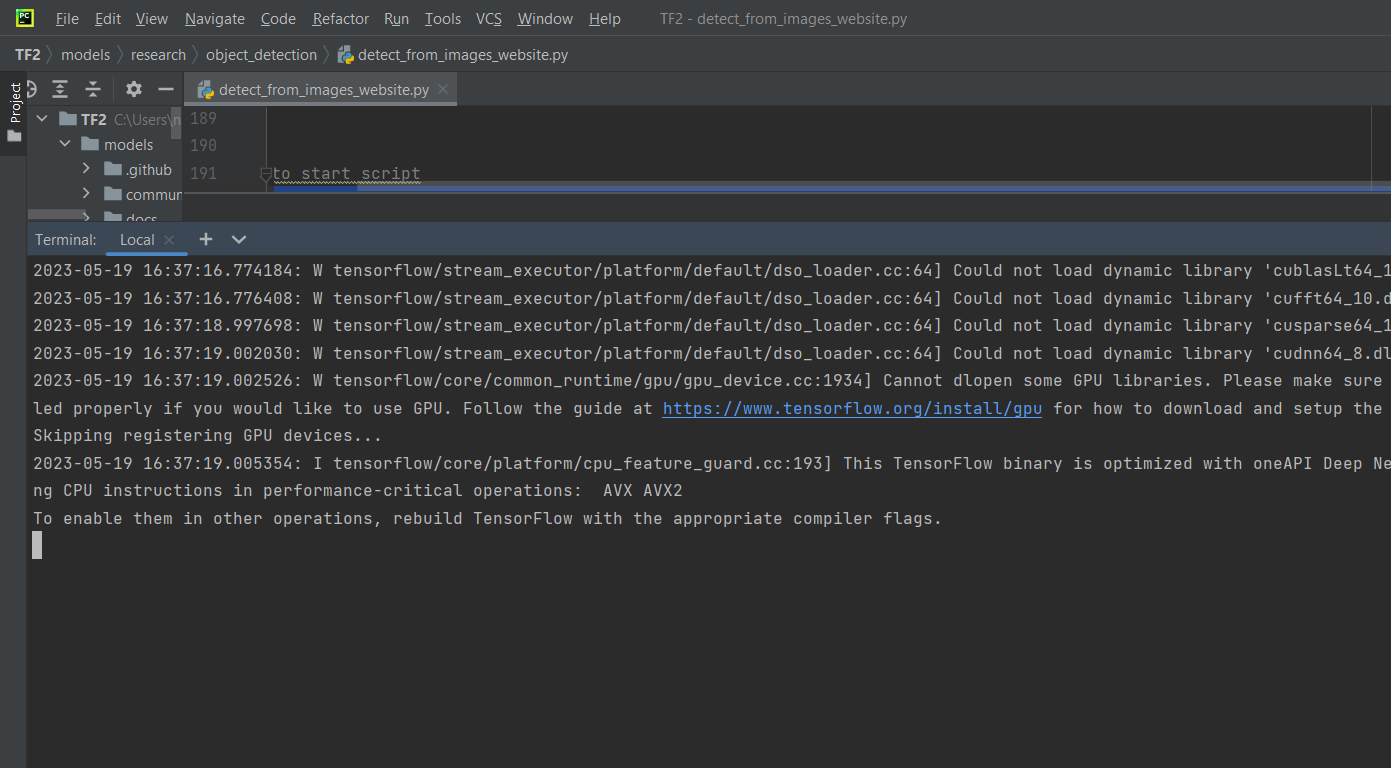 PC
File Edit View Navigate Code Refactor Run Tools VCS Window Help TF2 - detect_from_images_website.py
TF2 models research object_detection detect_from_images_website.py
Project
detect_from_images_website.py
TF2 C:\Users\n
models
.github
commun
docs
189
190
191 to start script
Terminal: Local
2023-05-19 16:37:16.774184: W tensorflow/stream_executor/platform/default/dso_loader.cc:64] Could not load dynamic library 'cublasLt64_1
2023-05-19 16:37:16.776408: W tensorflow/stream_executor/platform/default/dso_loader.cc:64] Could not load dynamic library 'cufft64_10.d
2023-05-19 16:37:18.997698: W tensorflow/stream_executor/platform/default/dso_loader.cc:64] Could not load dynamic library 'cusparse64_1
2023-05-19 16:37:19.002030: W tensorflow/stream_executor/platform/default/dso_loader.cc:64] Could not load dynamic library 'cudnn64_8.dl
2023-05-19 16:37:19.002526: W tensorflow/core/common_runtime/gpu/gpu_device.cc:1934] Cannot dlopen some GPU libraries. Please make sure
led properly if you would like to use GPU. Follow the guide at https://www.tensorflow.org/install/gpu for how to download and setup the
Skipping registering GPU devices...
2023-05-19 16:37:19.005354: I tensorflow/core/platform/cpu_feature_guard.cc:193] This TensorFlow binary is optimized with oneAPI Deep Ne
ng CPU instructions in performance-critical operations:  AVX AVX2
To enable them in other operations, rebuild TensorFlow with the appropriate compiler flags.